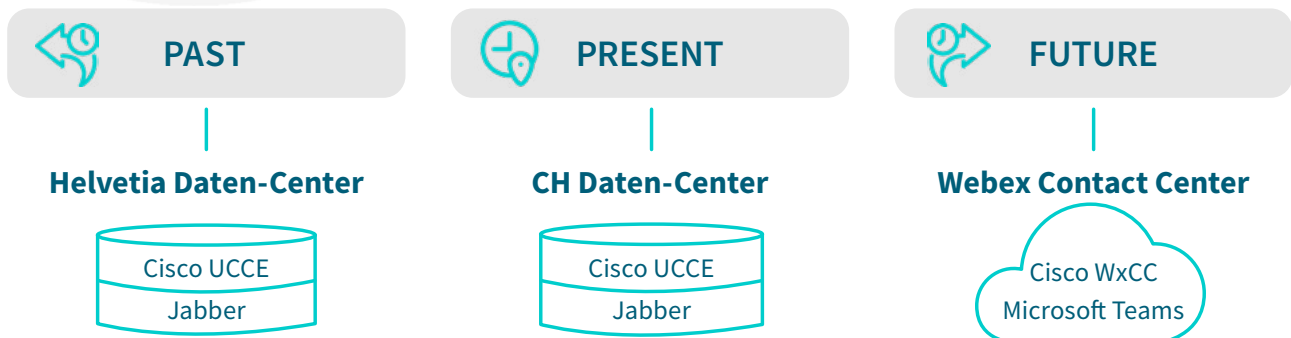 PAST
PRESENT
FUTURE
Helvetia Daten-Center
CH Daten-Center
Webex Contact Center
Cisco UCCE
Jabber
Cisco UCCE
Jabber
Cisco WxCC
Microsoft Teams